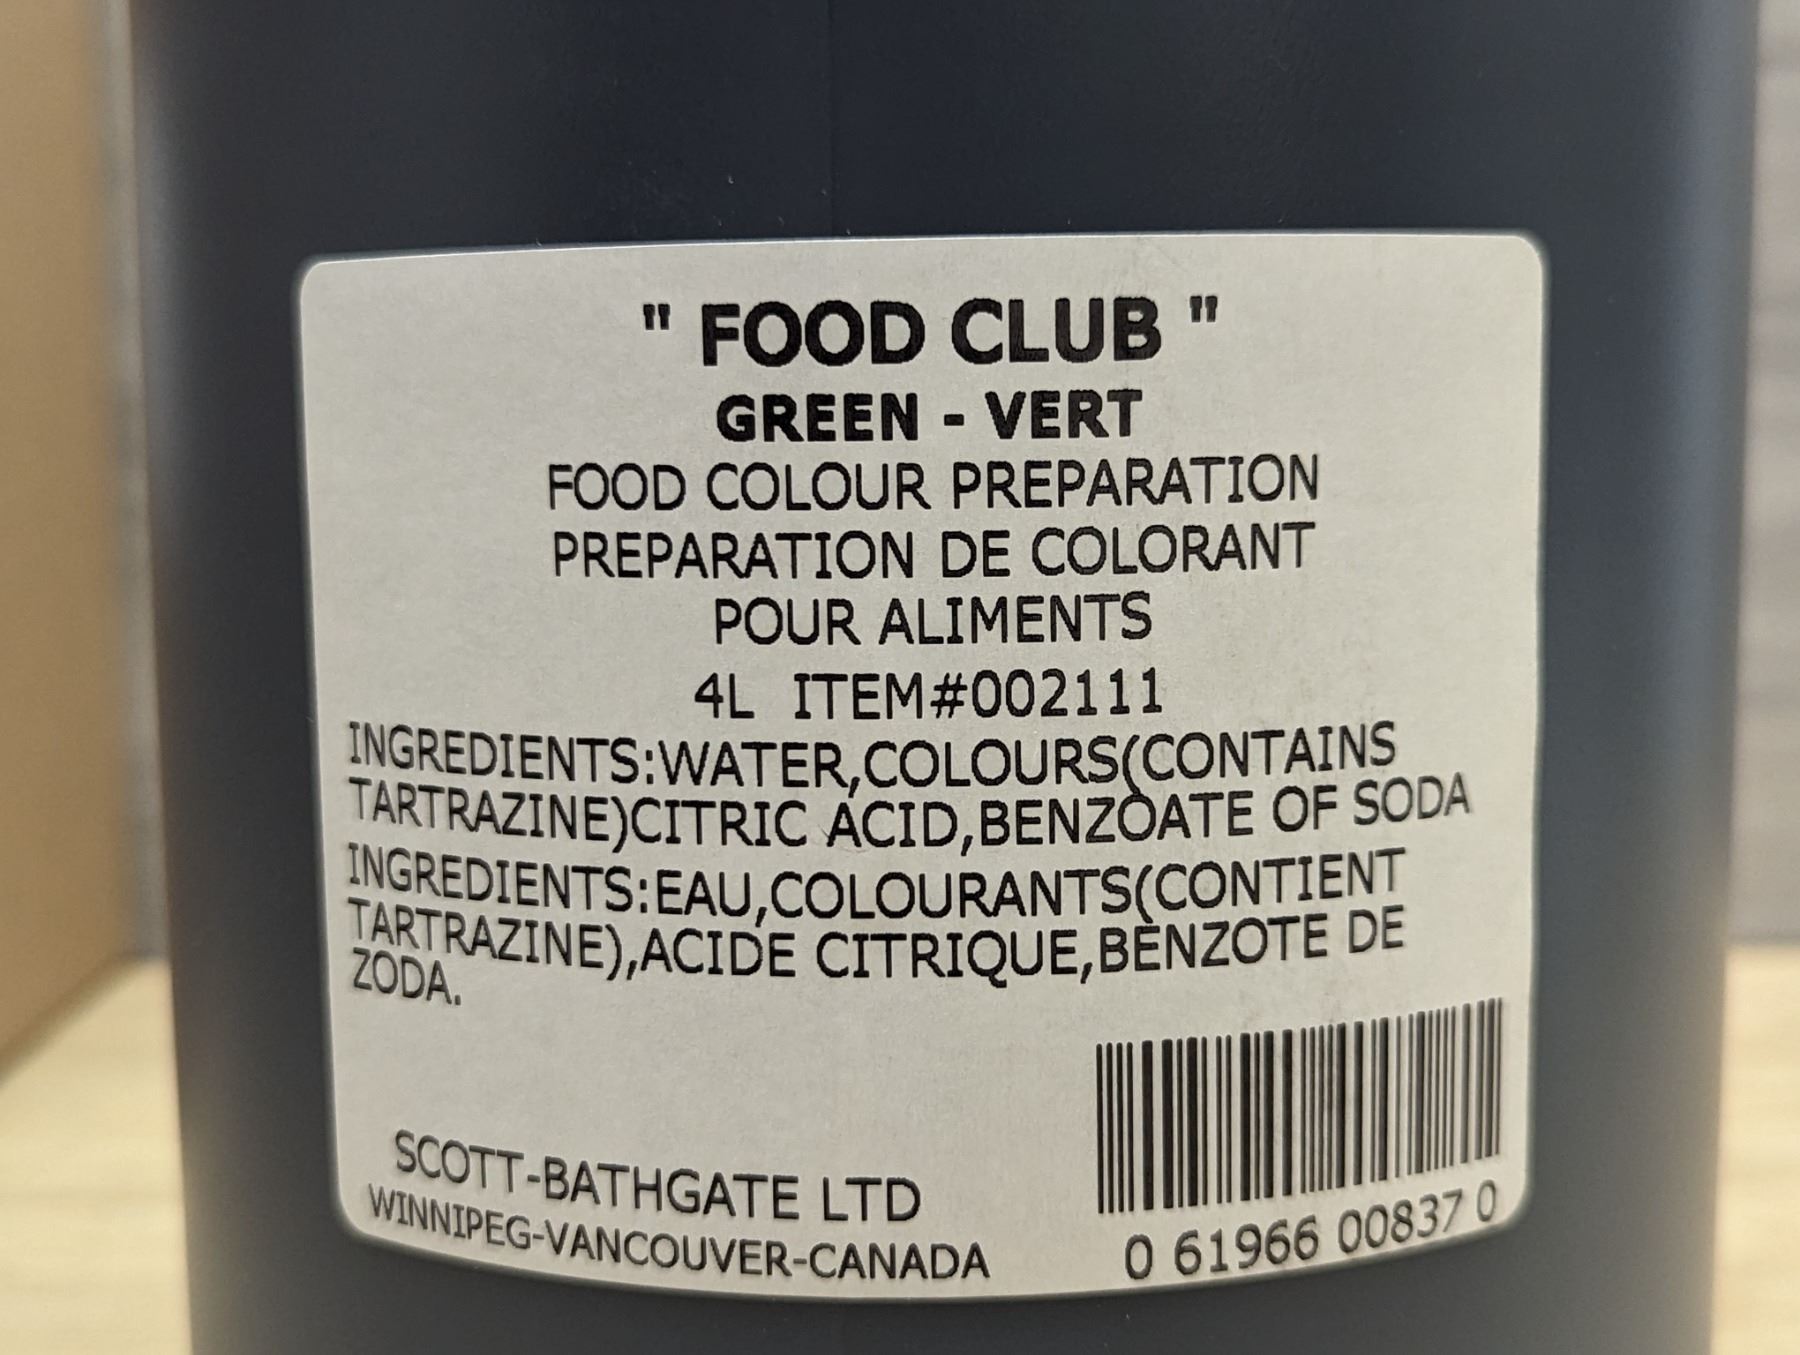 " FOOD CLUB "
GREEN - VERT
FOOD COLOUR PREPARATION
PREPARATION DE COLORANT
POUR ALIMENTS
4L ITEM#002111
INGREDIENTS:WATER,COLOURS(CONTAINS
TARTRAZINE)CITRIC ACID,BENZOATE OF SODA
INGREDIENTS:EAU,COLOURANTS(CONTIENT
TARTRAZINE),ACIDE CITRIQUE,BENZOTE DE
ZODA.
SCOTT-BATHGATE LTD
WINNIPEG-VANCOUVER-CANADA
0 61966 00837 0